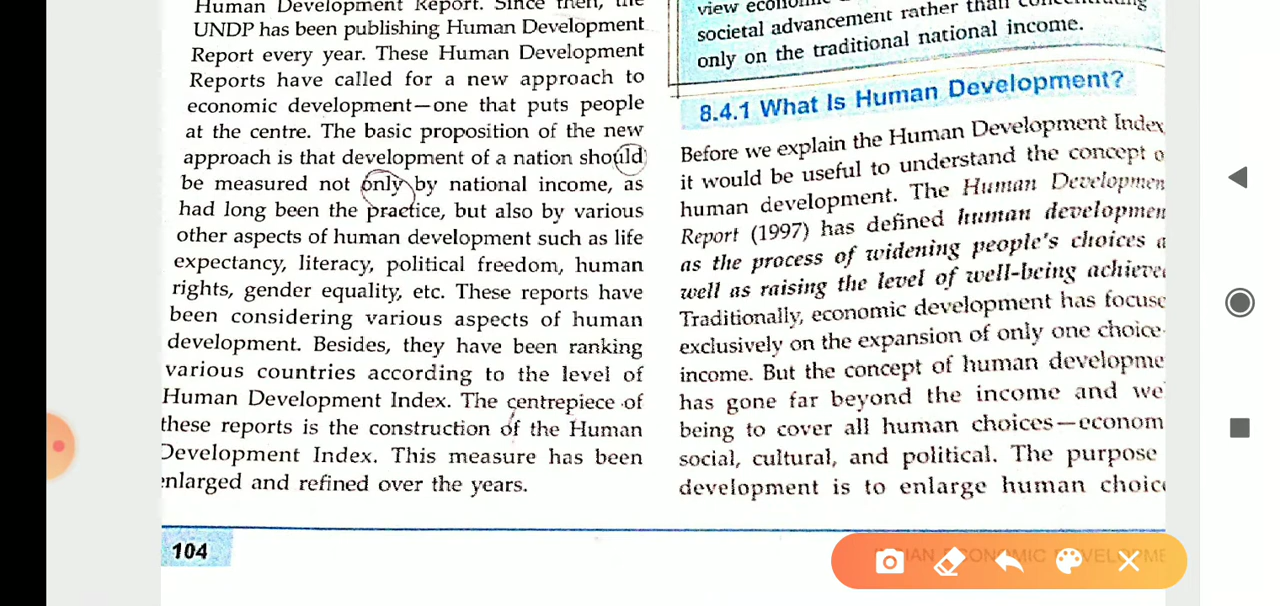 Human Development Report. Since then, the
UNDP has been publishing Human Development
Report every year. These Human Development
Reports have called for a new approach to
economic development—one that puts people
at the centre. The basic proposition of the new
approach is that development of a nation should
be measured not only by national income, as
had long been the practice, but also by various
other aspects of human development such as life
expectancy, literacy, political freedom, human
rights, gender equality, etc. These reports have
been considering various aspects of human
development. Besides, they have been ranking
various countries according to the level of
Human Development Index. The centrepiece of
these reports is the construction of the Human
Development Index. This measure has been
enlarged and refined over the years.
104
view
societal advancement rather than
only on the traditional national income.
8.4.1 What Is Human Development?
Before we explain the Human Development Index
it would be useful to understand the concept o
human development. The Human Developmen
Report (1997) has defined human developmen
as the process of widening people's choices a
well as raising the level of well-being achieve
Traditionally, economic development has focuse
exclusively on the expansion of only one choice
income. But the concept of human developme
has gone far beyond the income and we
being to cover all human choices—econom
social, cultural, and political. The purpose
development is to enlarge human choic